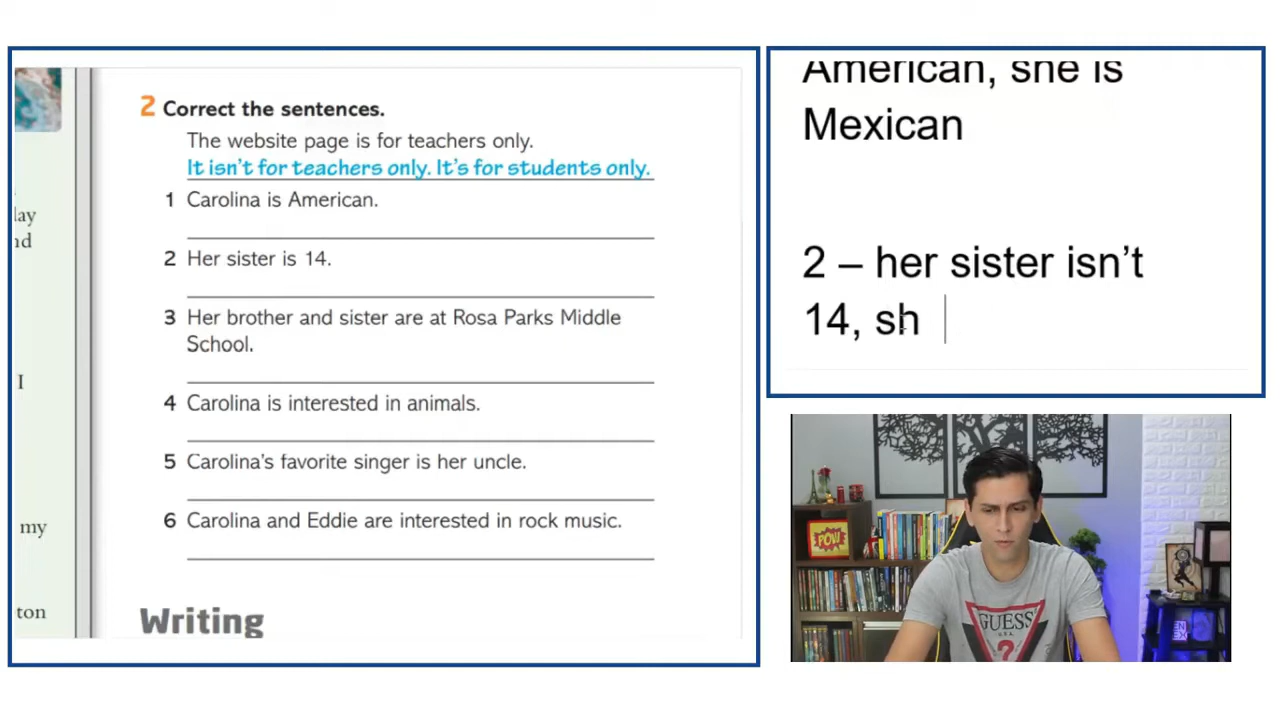 2 Correct the sentences.
The website page is for teachers only.
It isn't for teachers only. It's for students only.
1 Carolina is American.
2 Her sister is 14.
3 Her brother and sister are at Rosa Parks Middle
School.
4 Carolina is interested in animals.
5 Carolina's favorite singer is her uncle.
6 Carolina and Eddie are interested in rock music.
Writing
lay
nd
I
my
ton
American, she is
Mexican
2 – her sister isn't
14, sh
POW
GUESS
U.S.A.
?